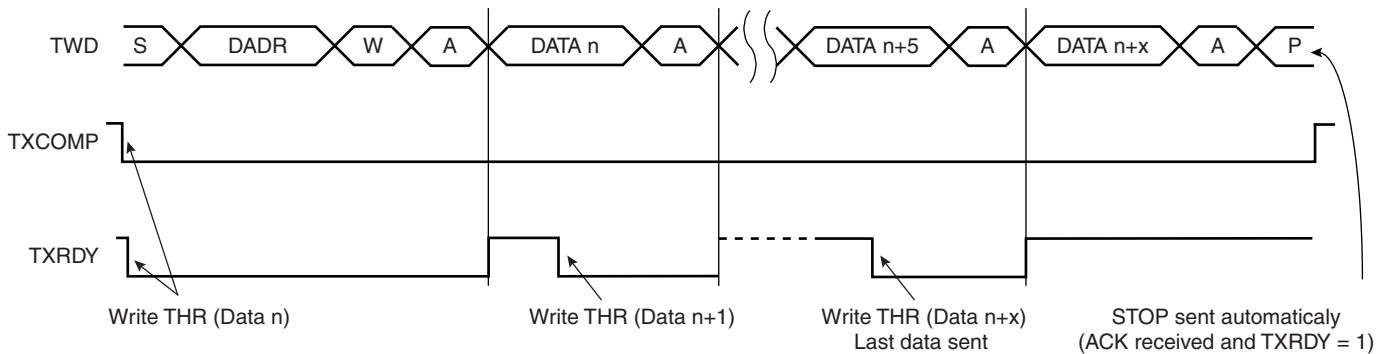 TWD S DADR W A DATA n A DATA n+5 A DATA n+x A P
TXCOMP
TXRDY
Write THR (Data n)
Write THR (Data n+1)
Write THR (Data n+x)
Last data sent
STOP sent automaticaly
(ACK received and TXRDY = 1)